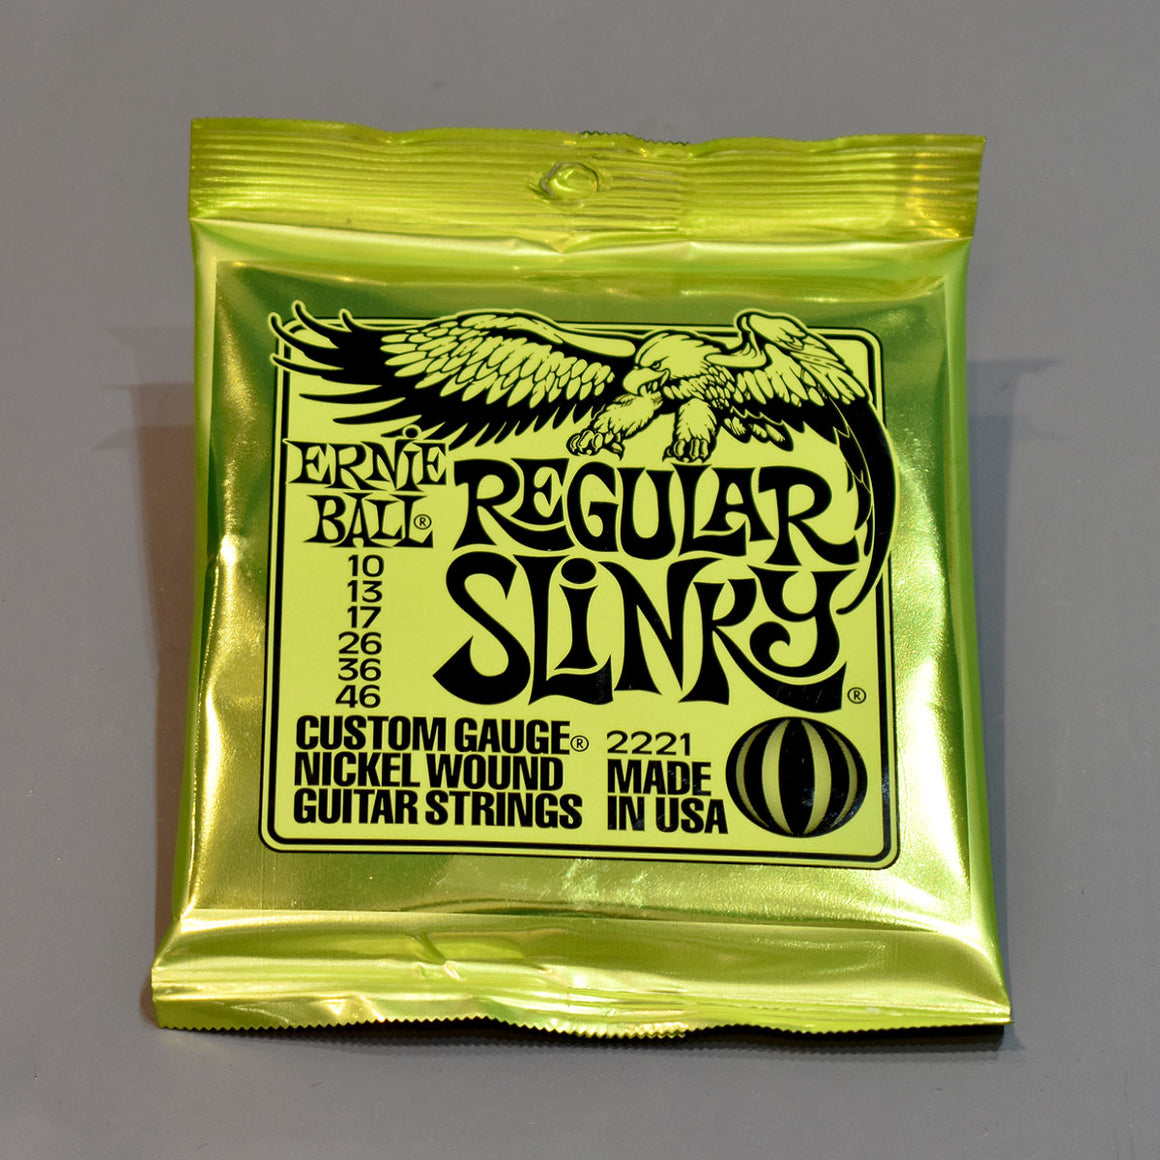 ERNiE
BALL®
REGULAR
SLiNKY®
10
13
17
26
36
46
CUSTOM GAUGE®
NICKEL WOUND
GUITAR STRINGS
2221
MADE
IN USA